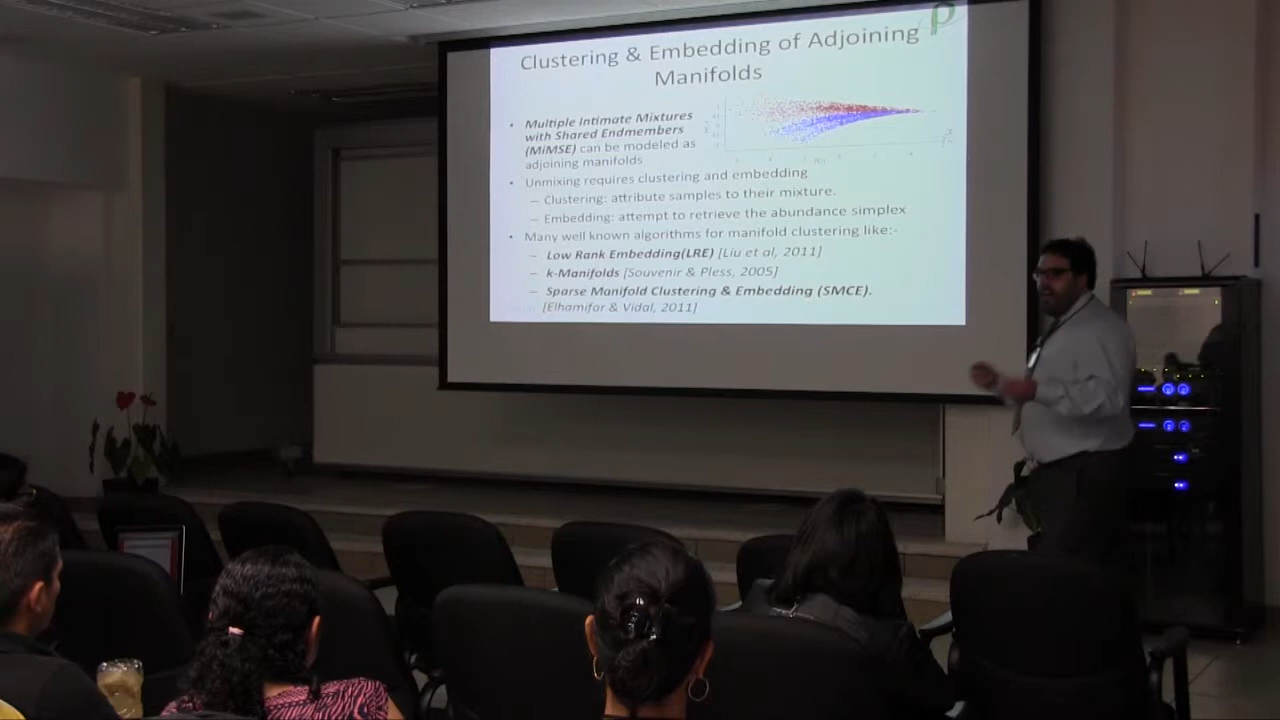 Clustering & Embedding of Adjoining
Manifolds
• Multiple Intimate Mixtures
with Shared Endmembers
(MiMSE) can be modeled as
adjoining manifolds
• Unmixing requires clustering and embedding
– Clustering: attribute samples to their mixture.
– Embedding: attempt to retrieve the abundance simplex
• Many well known algorithms for manifold clustering like:-
– Low Rank Embedding(LRE) [Liu et al, 2011]
– k-Manifolds [Souvenir & Pless, 2005]
– Sparse Manifold Clustering & Embedding (SMCE).
[Elhamifar & Vidal, 2011]